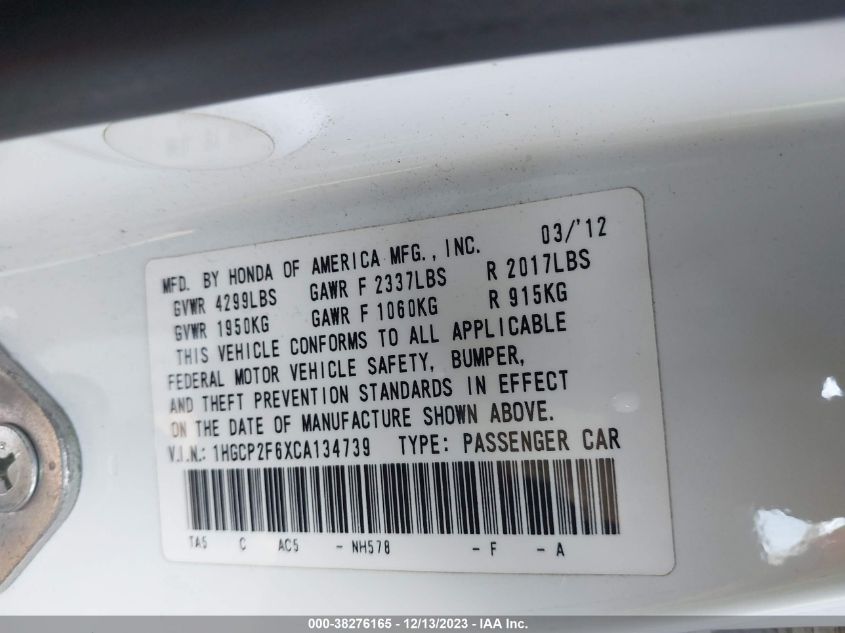 MFD. BY HONDA OF AMERICA MFG., INC. 03/'12
GVWR 4299LBS GAWR F 2337LBS R 2017LBS
GVWR 1950KG GAWR F 1060KG R 915KG
THIS VEHICLE CONFORMS TO ALL APPLICABLE
FEDERAL MOTOR VEHICLE SAFETY, BUMPER,
AND THEFT PREVENTION STANDARDS IN EFFECT
ON THE DATE OF MANUFACTURE SHOWN ABOVE.
V.I.N.: 1HGCP2F6XCA134739 TYPE: PASSENGER CAR
TA5 C AC5 - NH578 - F - A
000-38276165 - 12/13/2023 - IAA Inc.